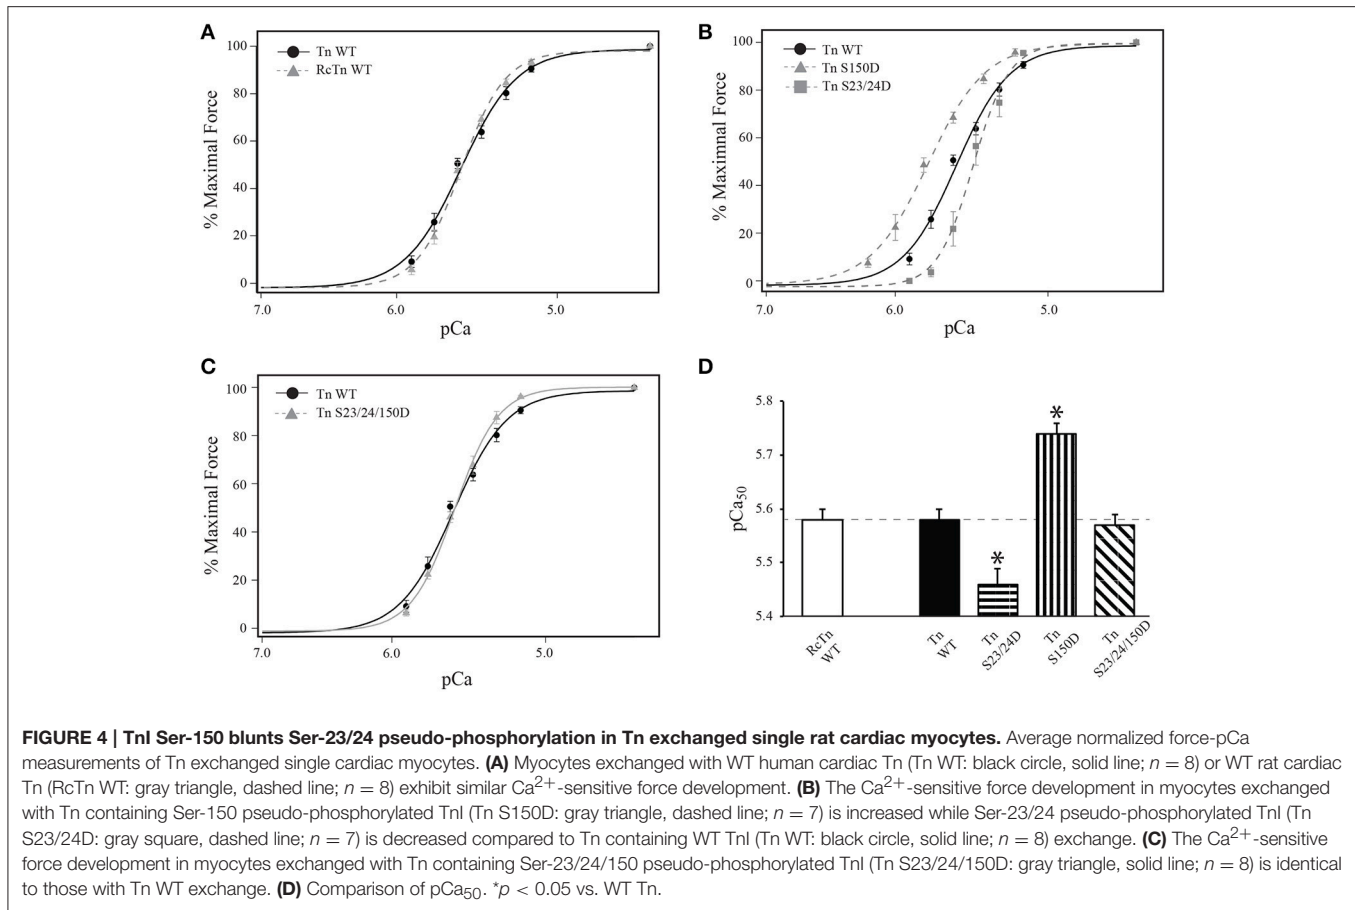 A
Tn WT
RcTn WT
% Maximal Force
100
80
60
40
20
0
7.0
6.0
5.0
pCa
B
Tn WT
Tn S150D
Tn S23/24D
% Maximnal Force
100
80
60
40
20
0
7.0
6.0
5.0
pCa
C
Tn WT
Tn S23/24/150D
% Maximal Force
100
80
60
40
20
0
7.0
6.0
5.0
pCa
D
pCa50
5.8
5.7
5.6
5.5
5.4
*
*
RcTn WT
Tn WT
Tn S23/24D
Tn S150D
Tn S23/24/150D
FIGURE 4 | TnI Ser-150 blunts Ser-23/24 pseudo-phosphorylation in Tn exchanged single rat cardiac myocytes. Average normalized force-pCa
measurements of Tn exchanged single cardiac myocytes. (A) Myocytes exchanged with WT human cardiac Tn (Tn WT: black circle, solid line; n = 8) or WT rat cardiac
Tn (RcTn WT: gray triangle, dashed line; n = 8) exhibit similar Ca2+-sensitive force development. (B) The Ca2+-sensitive force development in myocytes exchanged
with Tn containing Ser-150 pseudo-phosphorylated TnI (Tn S150D: gray triangle, dashed line; n = 7) is increased while Ser-23/24 pseudo-phosphorylated TnI (Tn
S23/24D: gray square, dashed line; n = 7) is decreased compared to Tn containing WT TnI (Tn WT: black circle, solid line; n = 8) exchange. (C) The Ca2+-sensitive
force development in myocytes exchanged with Tn containing Ser-23/24/150 pseudo-phosphorylated TnI (Tn S23/24/150D: gray triangle, solid line; n = 8) is identical
to those with Tn WT exchange. (D) Comparison of pCa50. *p < 0.05 vs. WT Tn.